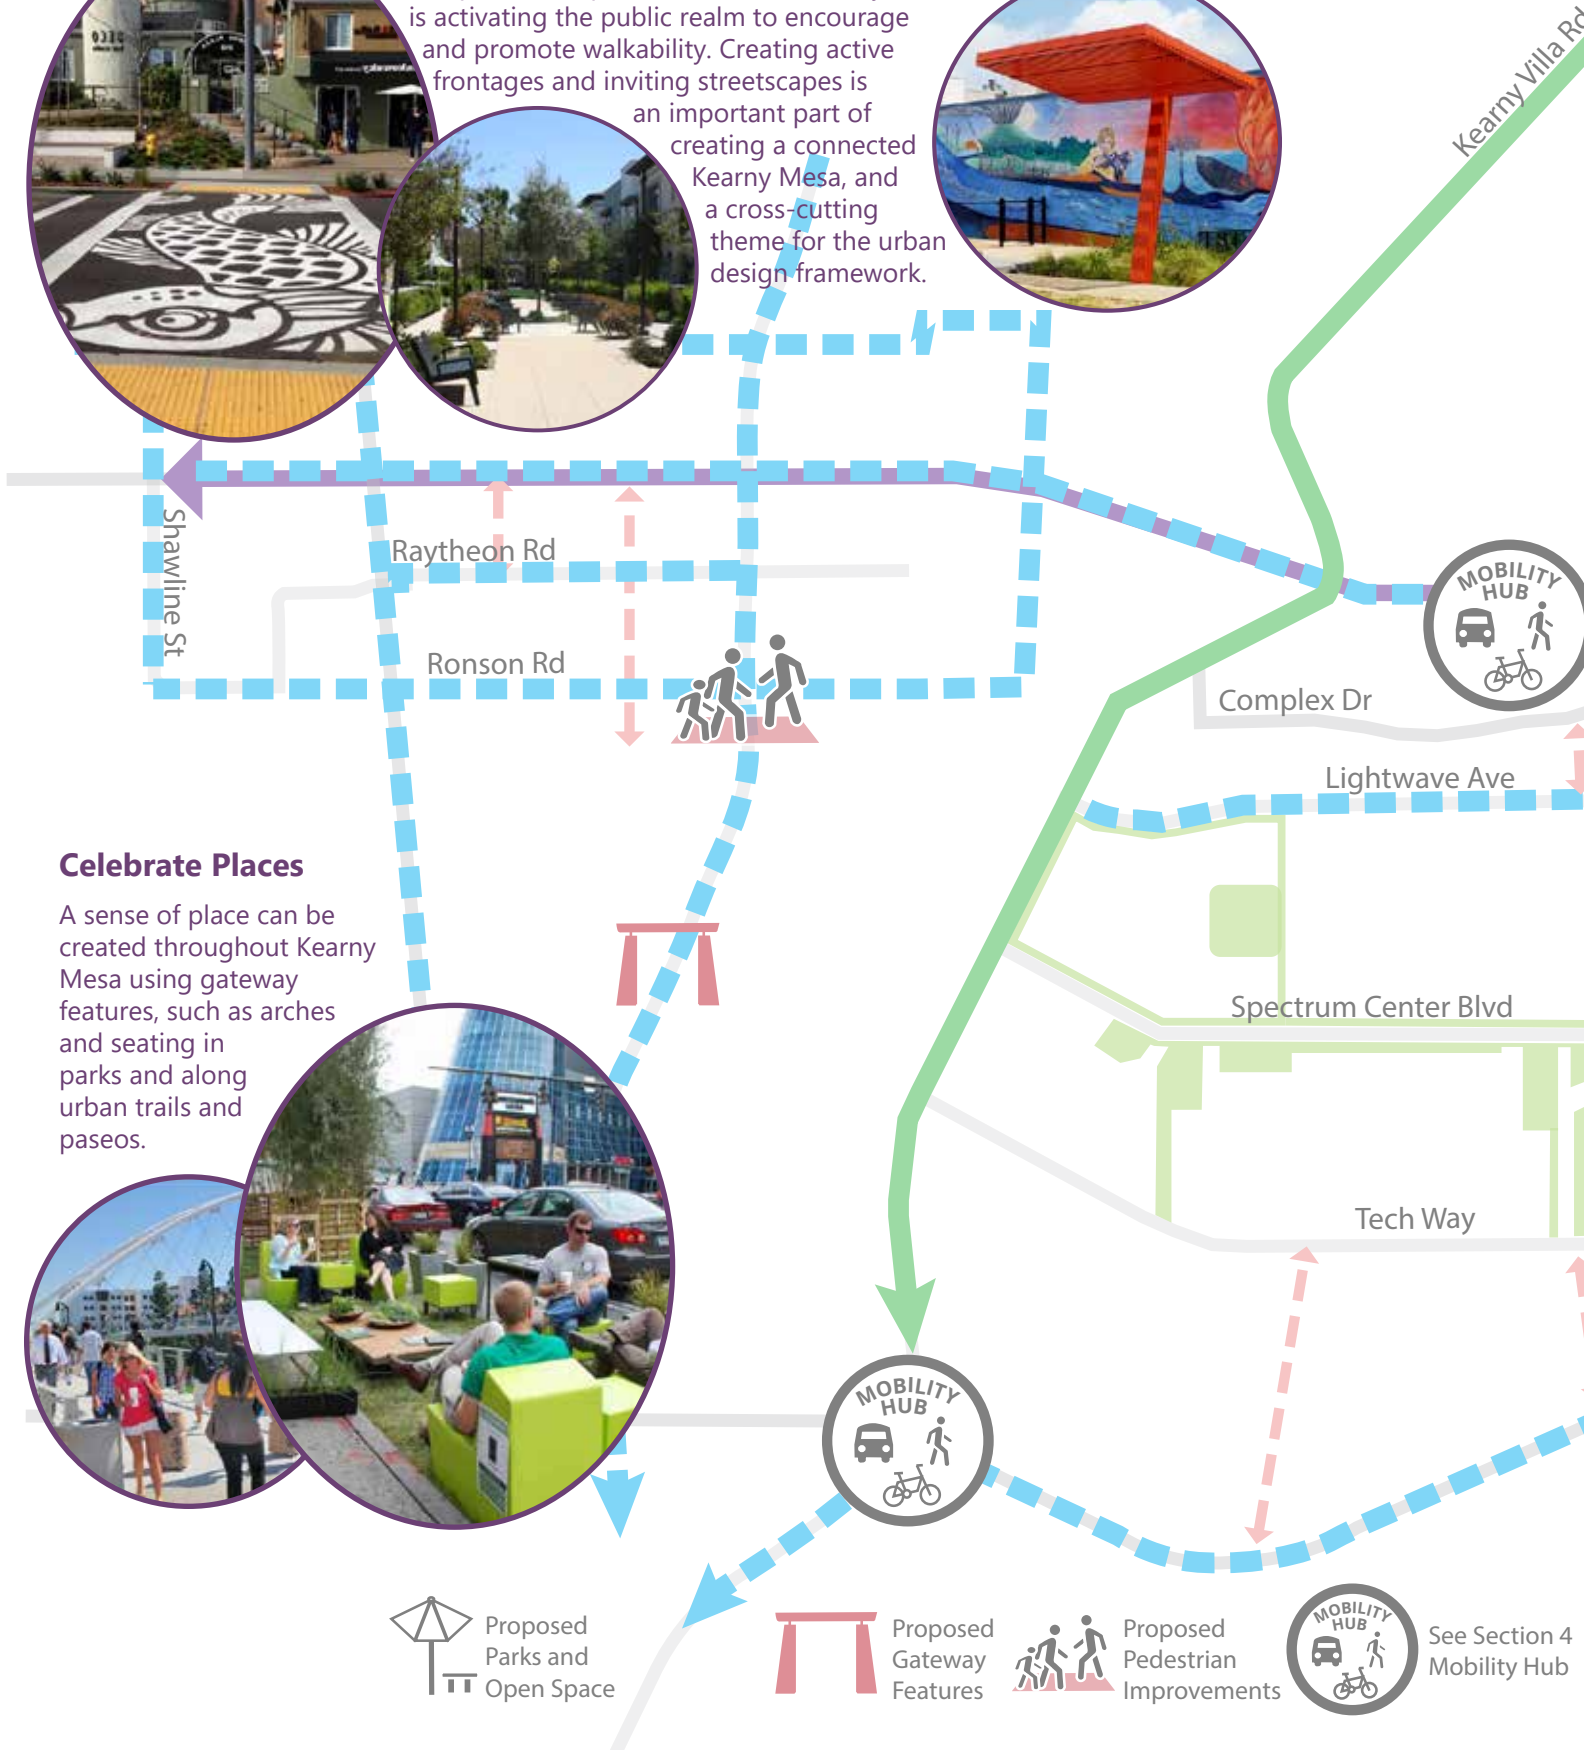 is activating the public realm to encourage
and promote walkability. Creating active
frontages and inviting streetscapes is
an important part of
creating a connected
Kearny Mesa, and
a cross-cutting
theme for the urban
design framework.
Kearny Villa Rd
Shawline St
Raytheon Rd
Ronson Rd
MOBILITY
HUB
Complex Dr
Lightwave Ave
Celebrate Places
A sense of place can be
created throughout Kearny
Mesa using gateway
features, such as arches
and seating in
parks and along
urban trails and
paseos.
Spectrum Center Blvd
Tech Way
MOBILITY
HUB
Proposed
Parks and
Open Space
Proposed
Gateway
Features
Proposed
Pedestrian
Improvements
MOBILITY
HUB
See Section 4
Mobility Hub